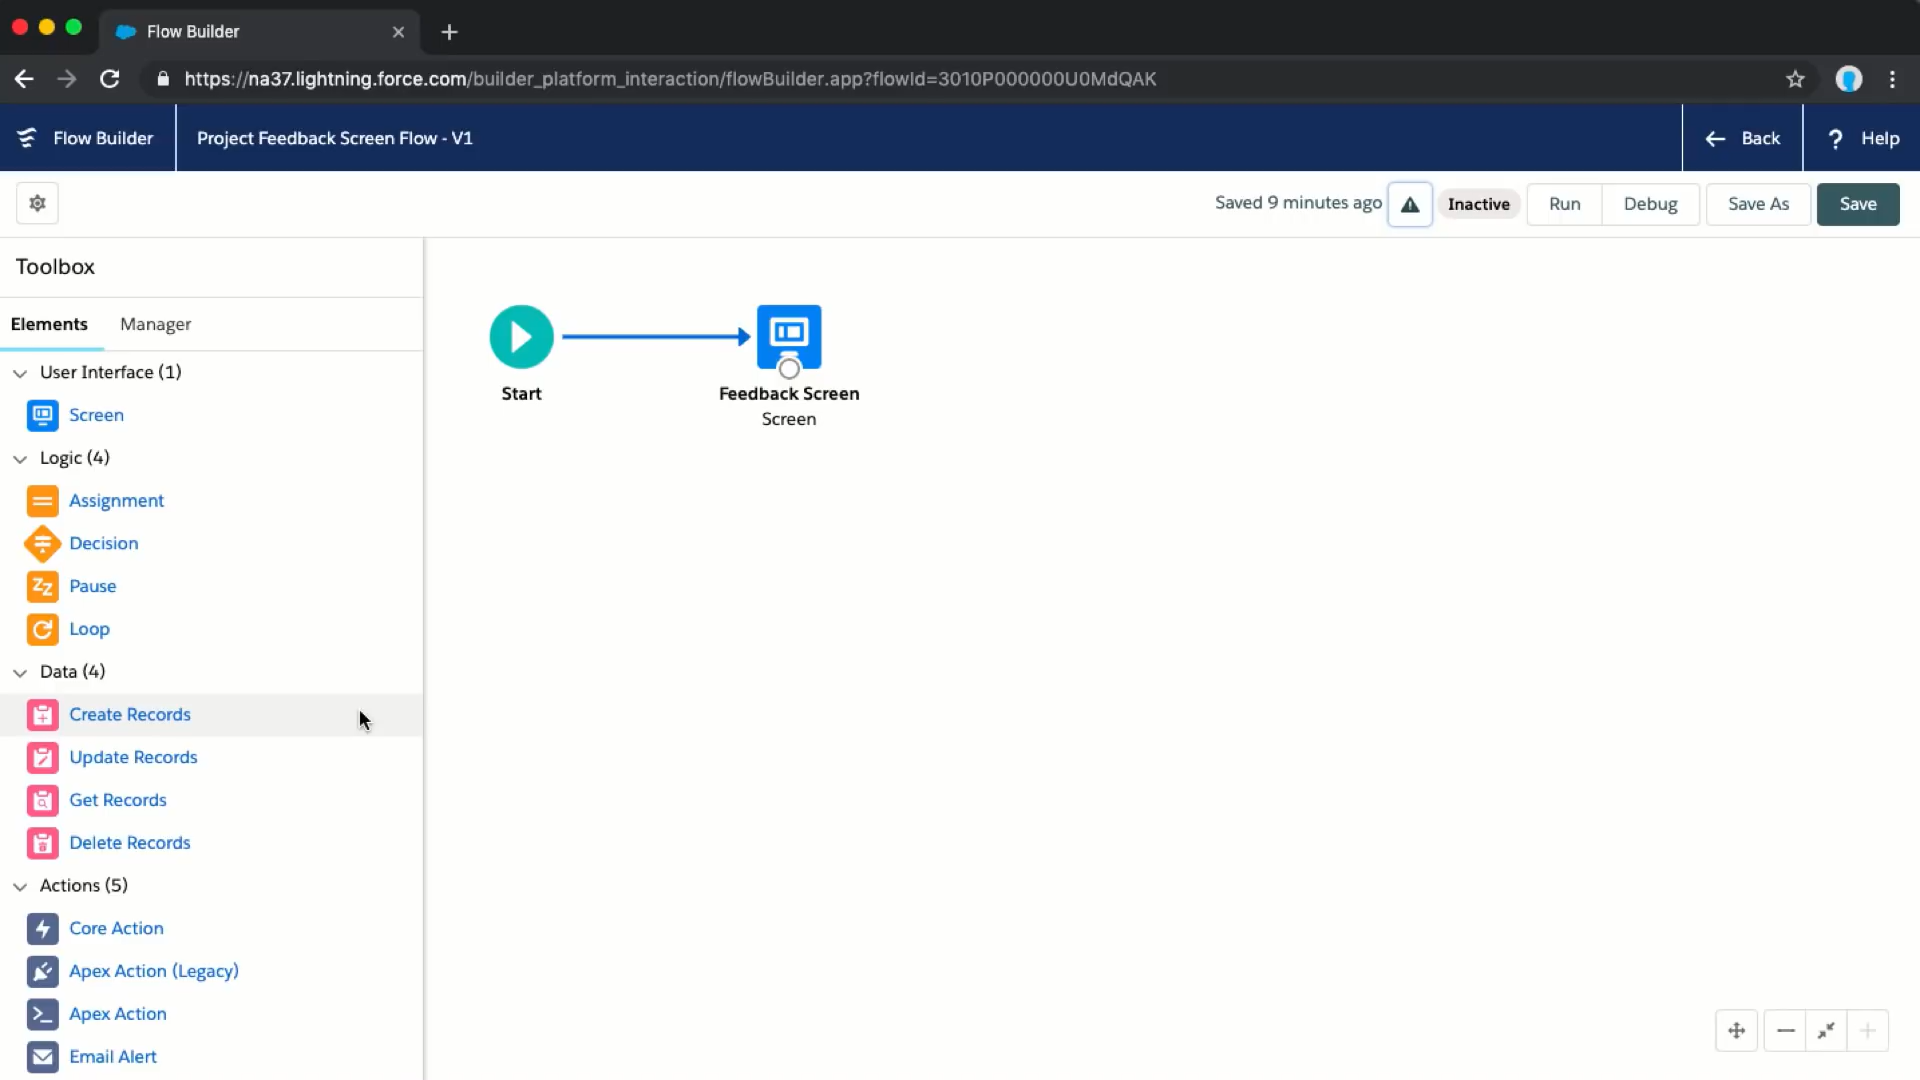 Flow Builder
https://na37.lightning.force.com/builder_platform_interaction/flowBuilder.app?flowId=3010P000000U0MdQAK
Flow Builder
Project Feedback Screen Flow - V1
Back
? Help
Saved 9 minutes ago
Inactive
Run
Debug
Save As
Save
Toolbox
Elements
Manager
User Interface (1)
Screen
Logic (4)
Assignment
Decision
Pause
Loop
Data (4)
Create Records
Update Records
Get Records
Delete Records
Actions (5)
Core Action
Apex Action (Legacy)
Apex Action
Email Alert
Start
Feedback Screen
Screen